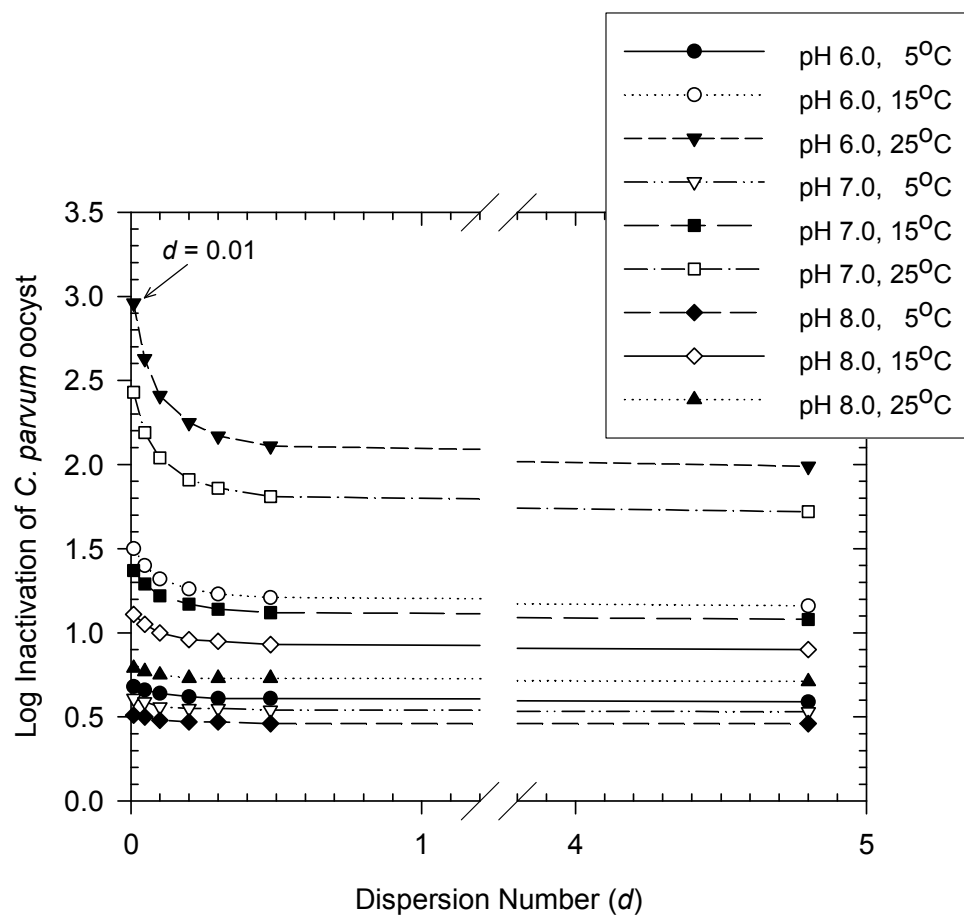 pH 6.0, 5°C
pH 6.0, 15°C
pH 6.0, 25°C
pH 7.0, 5°C
pH 7.0, 15°C
pH 7.0, 25°C
pH 8.0, 5°C
pH 8.0, 15°C
pH 8.0, 25°C
d = 0.01
Log Inactivation of C. parvum oocyst
3.5
3.0
2.5
2.0
1.5
1.0
0.5
0.0
0 1 4 5
Dispersion Number (d)